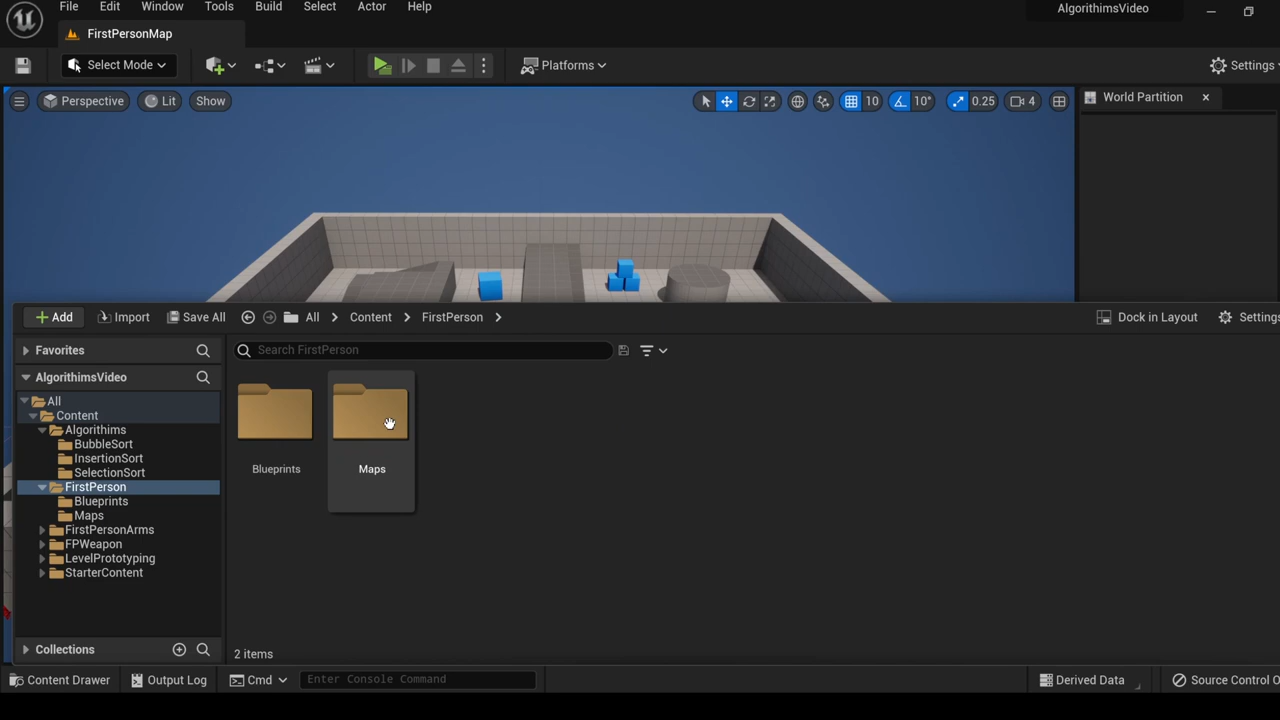 File Edit Window Tools Build Select Actor Help
AlgorithimsVideo
FirstPersonMap
Select Mode
Platforms
Settings
Perspective
Lit
Show
10
10°
0.25
4
World Partition
Add
Import
Save All
All
Content
FirstPerson
Dock in Layout
Settings
Favorites
Search FirstPerson
AlgorithimsVideo
All
Content
Algorithims
BubbleSort
InsertionSort
SelectionSort
FirstPerson
Blueprints
Maps
FirstPersonArms
FPWeapon
LevelPrototyping
StarterContent
Blueprints
Maps
Collections
2 items
Content Drawer
Output Log
Cmd
Enter Console Command
Derived Data
Source Control O